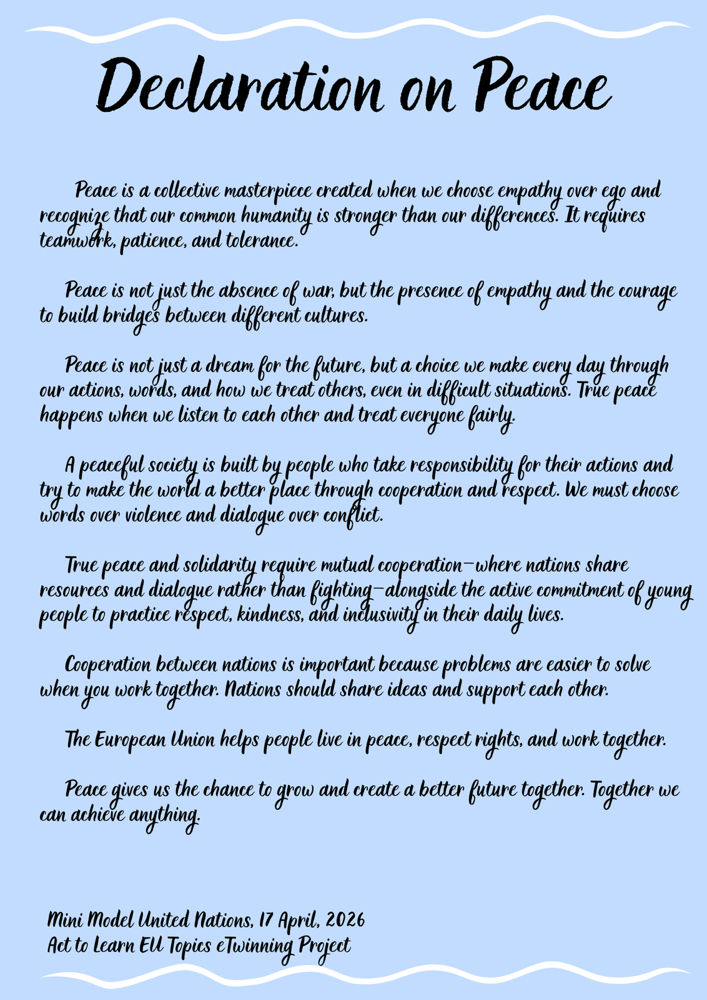 Declaration on Peace
Peace is a collective masterpiece created when we choose empathy over ego and
recognize that our common humanity is stronger than our differences. It requires
teamwork, patience, and tolerance.
Peace is not just the absence of war, but the presence of empathy and the courage
to build bridges between different cultures.
Peace is not just a dream for the future, but a choice we make every day through
our actions, words, and how we treat others, even in difficult situations. True peace
happens when we listen to each other and treat everyone fairly.
A peaceful society is built by people who take responsibility for their actions and
try to make the world a better place through cooperation and respect. We must choose
words over violence and dialogue over conflict.
True peace and solidarity require mutual cooperation—where nations share
resources and dialogue rather than fighting—alongside the active commitment of young
people to practice respect, kindness, and inclusivity in their daily lives.
Cooperation between nations is important because problems are easier to solve
when you work together. Nations should share ideas and support each other.
The European Union helps people live in peace, respect rights, and work together.
Peace gives us the chance to grow and create a better future together. Together we
can achieve anything.
Mini Model United Nations, 17 April, 2026
Act to Learn EU Topics eTwinning Project